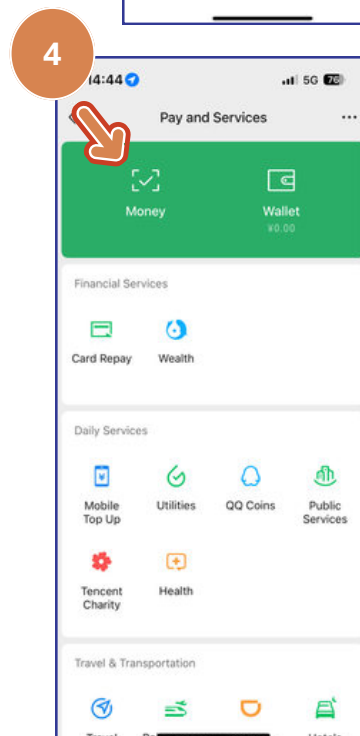 4
14:44
5G 76
Pay and Services
Money
Wallet
¥0.00
Financial Services
Card Repay
Wealth
Daily Services
Mobile Top Up
Utilities
QQ Coins
Public Services
Tencent Charity
Health
Travel & Transportation